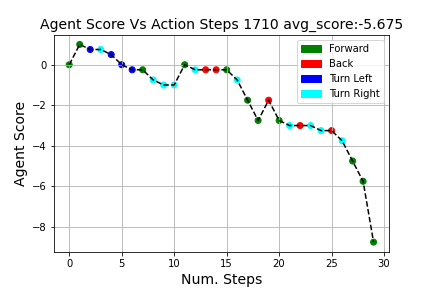 Agent Score Vs Action Steps 1710 avg_score:-5.675
Forward
Back
Turn Left
Turn Right
Agent Score
0
−2
−4
−6
−8
0 5 10 15 20 25 30
Num. Steps